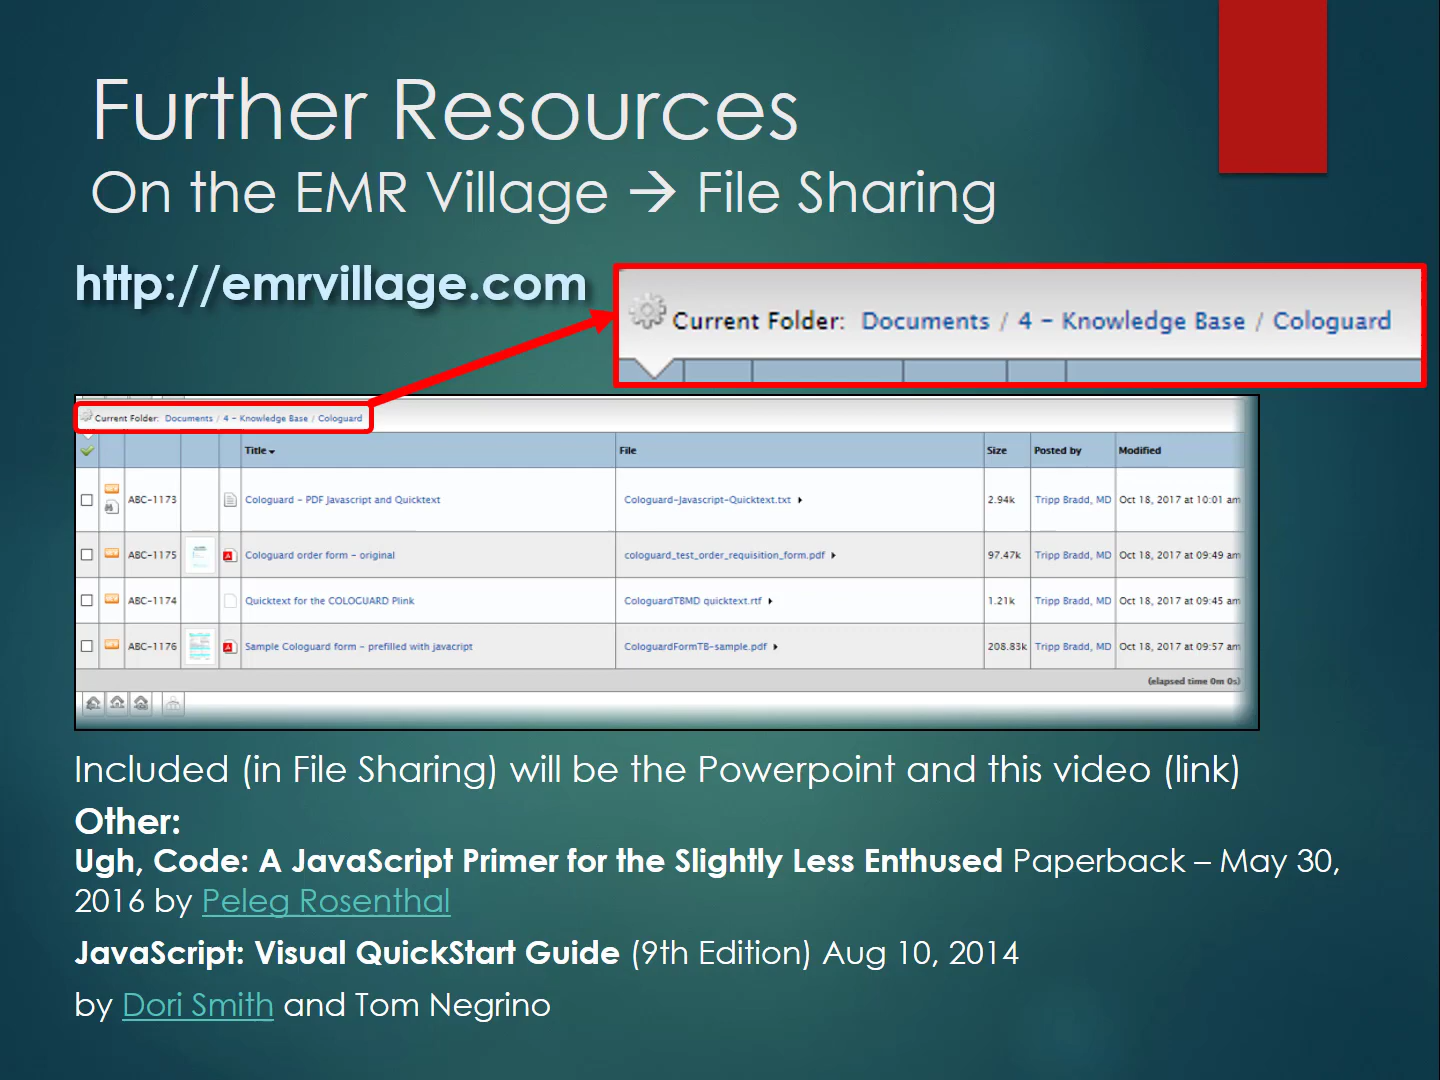 Further Resources
On the EMR Village → File Sharing
http://emrvillage.com
Current Folder: Documents / 4 - Knowledge Base / Cologuard
Current Folder: Documents / 4 - Knowledge Base / Cologuard
Title File Size Posted by Modified
ABC-1173 Cologuard - PDF Javascript and Quicktext Cologuard-Javascript-Quicktext.txt 2.94k Tripp Bradd, MD Oct 18, 2017 at 10:01 am
ABC-1175 Cologuard order form - original cologuard_test_order_requisition_form.pdf 97.47k Tripp Bradd, MD Oct 18, 2017 at 09:49 am
ABC-1174 Quicktext for the COLOGUARD Plink CologuardTBMD quicktext.rtf 1.21k Tripp Bradd, MD Oct 18, 2017 at 09:45 am
ABC-1176 Sample Cologuard form - prefilled with javacript CologuardFormTB-sample.pdf 208.83k Tripp Bradd, MD Oct 18, 2017 at 09:57 am
(elapsed time 0m 0s)
Included (in File Sharing) will be the Powerpoint and this video (link)
Other:
Ugh, Code: A JavaScript Primer for the Slightly Less Enthused Paperback – May 30,
2016 by Peleg Rosenthal
JavaScript: Visual QuickStart Guide (9th Edition) Aug 10, 2014
by Dori Smith and Tom Negrino